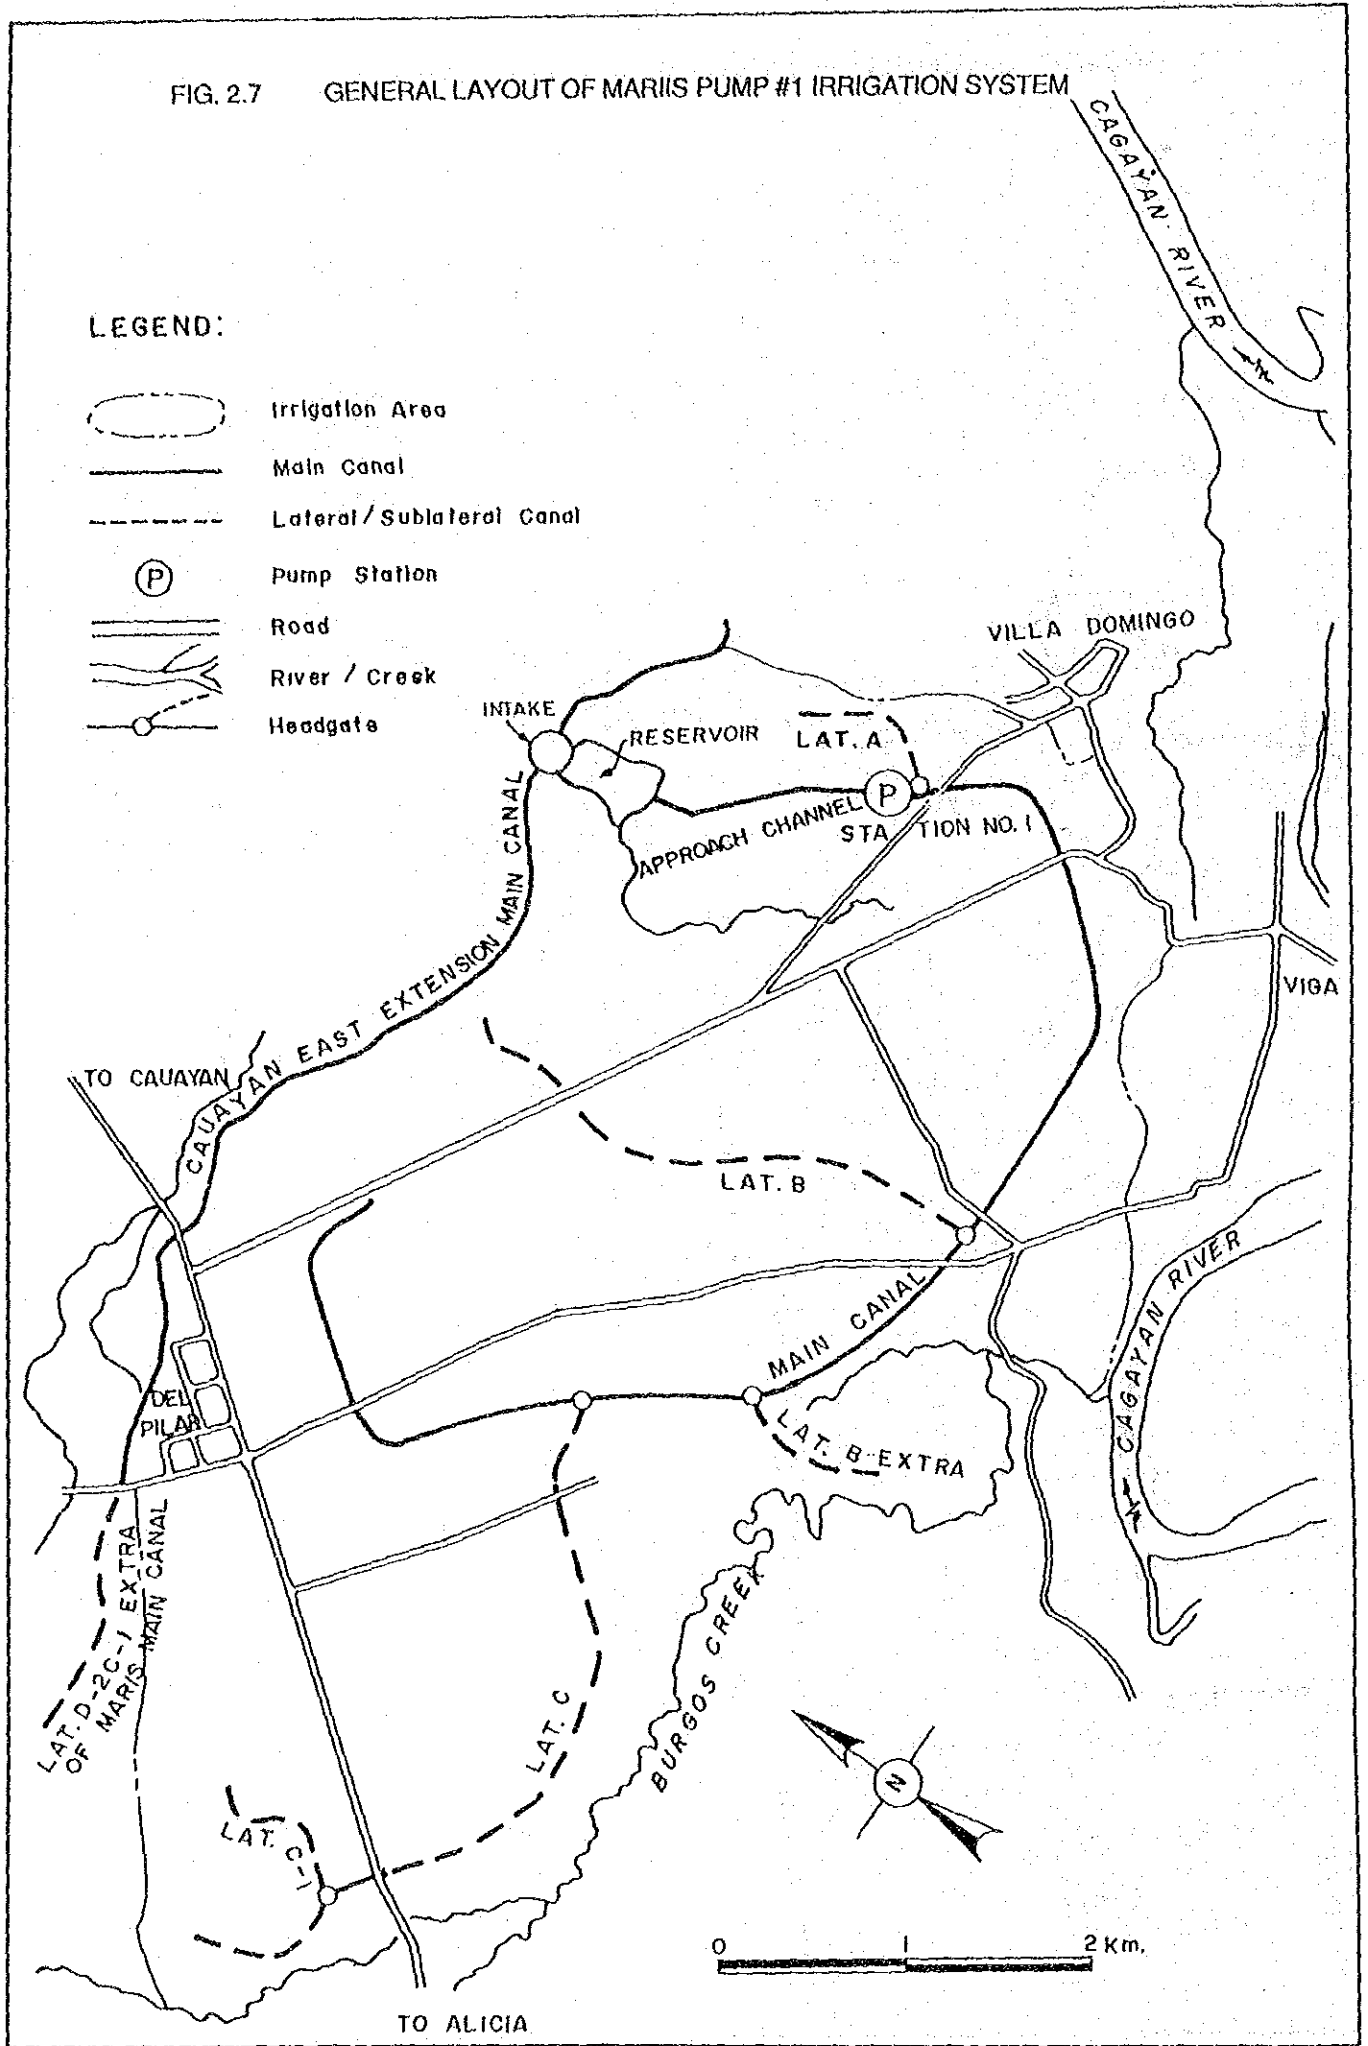 FIG. 2.7 GENERAL LAYOUT OF MARIIS PUMP #1 IRRIGATION SYSTEM
CAGAYAN RIVER
LEGEND:
Irrigation Area
Main Canal
Lateral/Sublateral Canal
P
Pump Station
Road
River / Creek
Headgate
VILLA DOMINGO
INTAKE
RESERVOIR
LAT. A
P
APPROACH CHANNEL
STATION NO. 1
VIGA
CAUAYAN EAST EXTENSION MAIN CANAL
TO CAUAYAN
LAT. B
MAIN CANAL
CAGAYAN RIVER
DEL
PILAR
LAT. B EXTRA
LAT. D-2C-1 EXTRA
OF MARIS MAIN CANAL
BURGOS CREEK
LAT. C
LAT. C-1
N
0 1 2 Km.
TO ALICIA